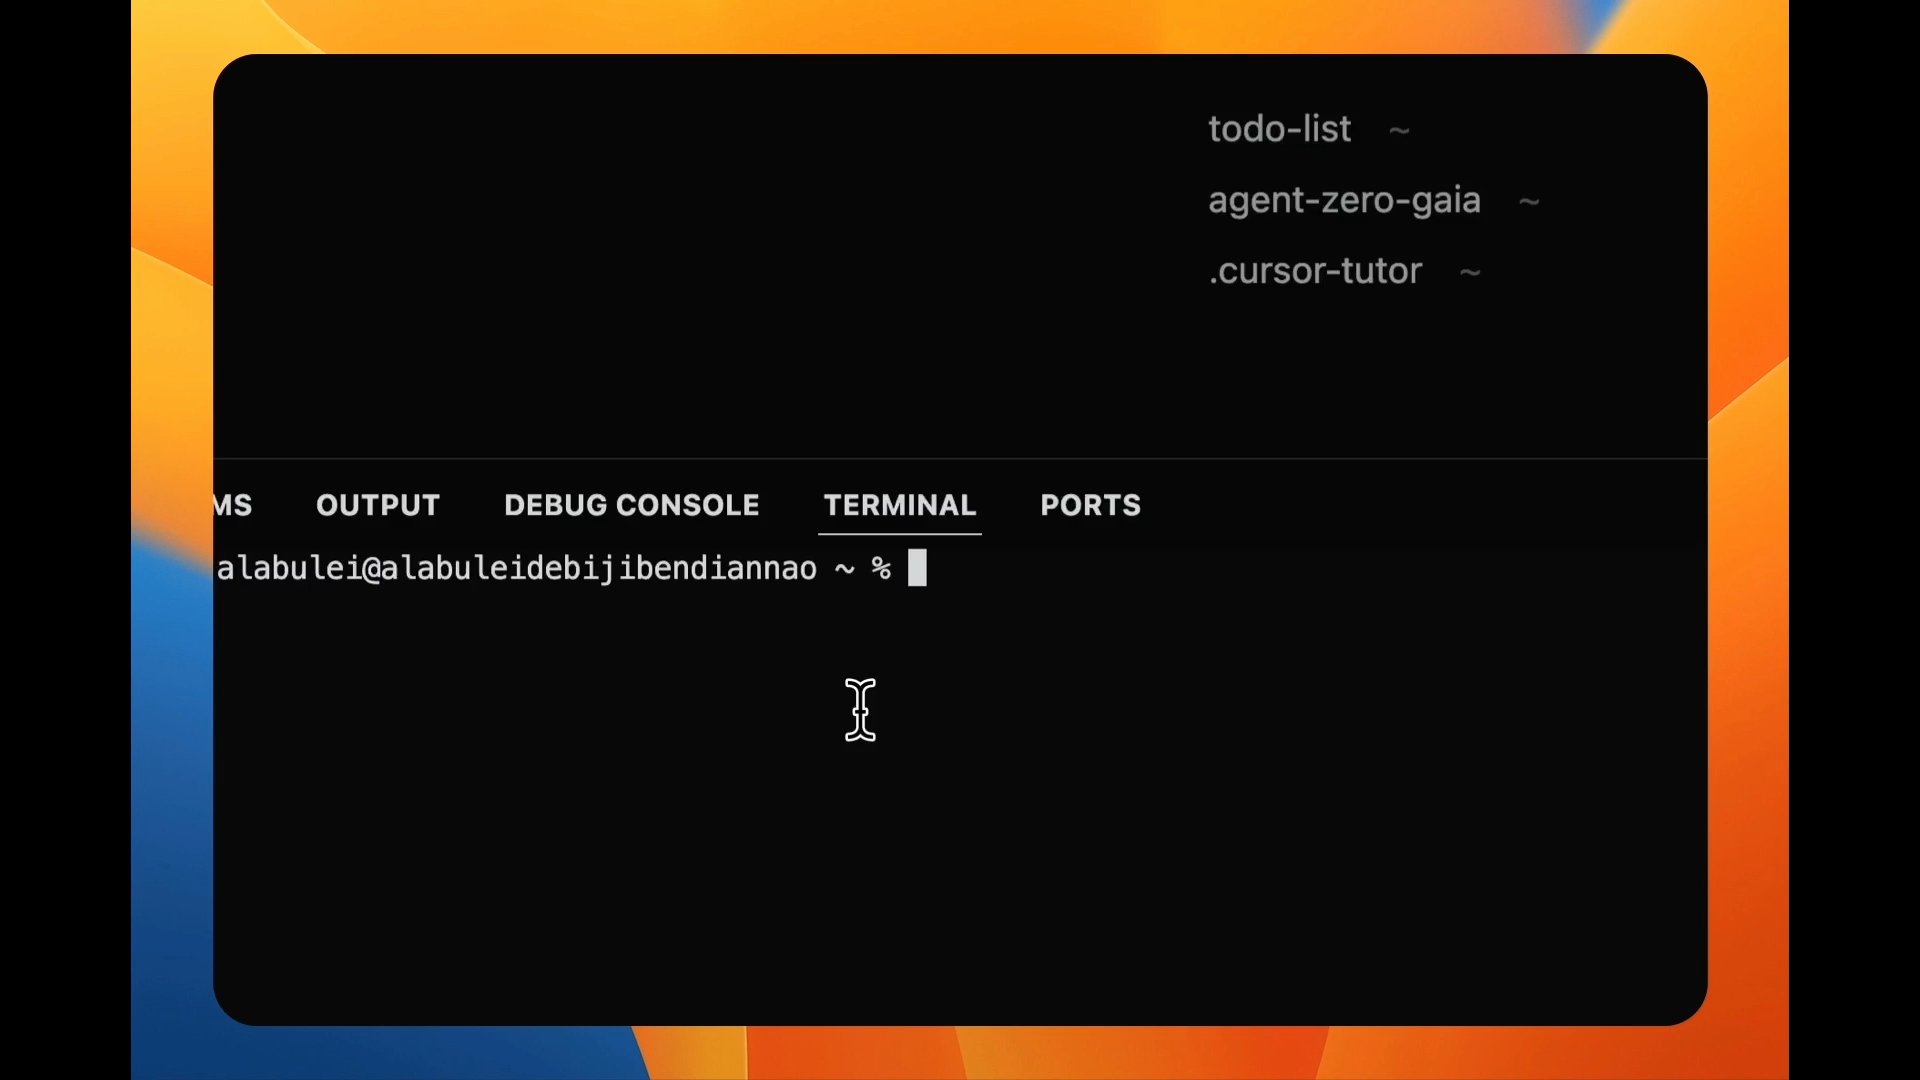 todo-list ~
agent-zero-gaia ~
.cursor-tutor ~
MS OUTPUT DEBUG CONSOLE TERMINAL PORTS
alabulei@alabuleidebijibendiannao ~ %